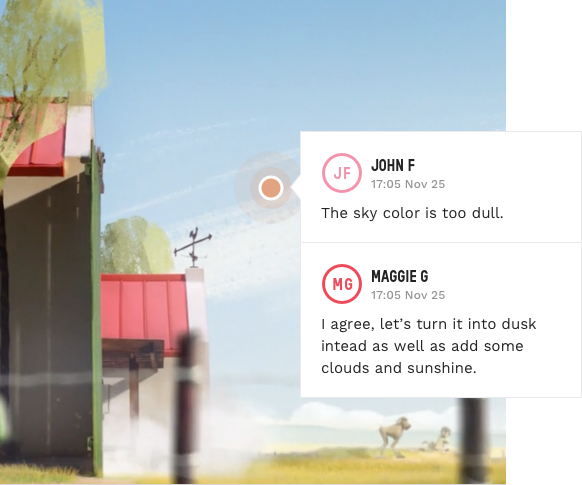 JF
JOHN F
17:05 Nov 25
The sky color is too dull.
MG
MAGGIE G
17:05 Nov 25
I agree, let’s turn it into dusk
intead as well as add some
clouds and sunshine.